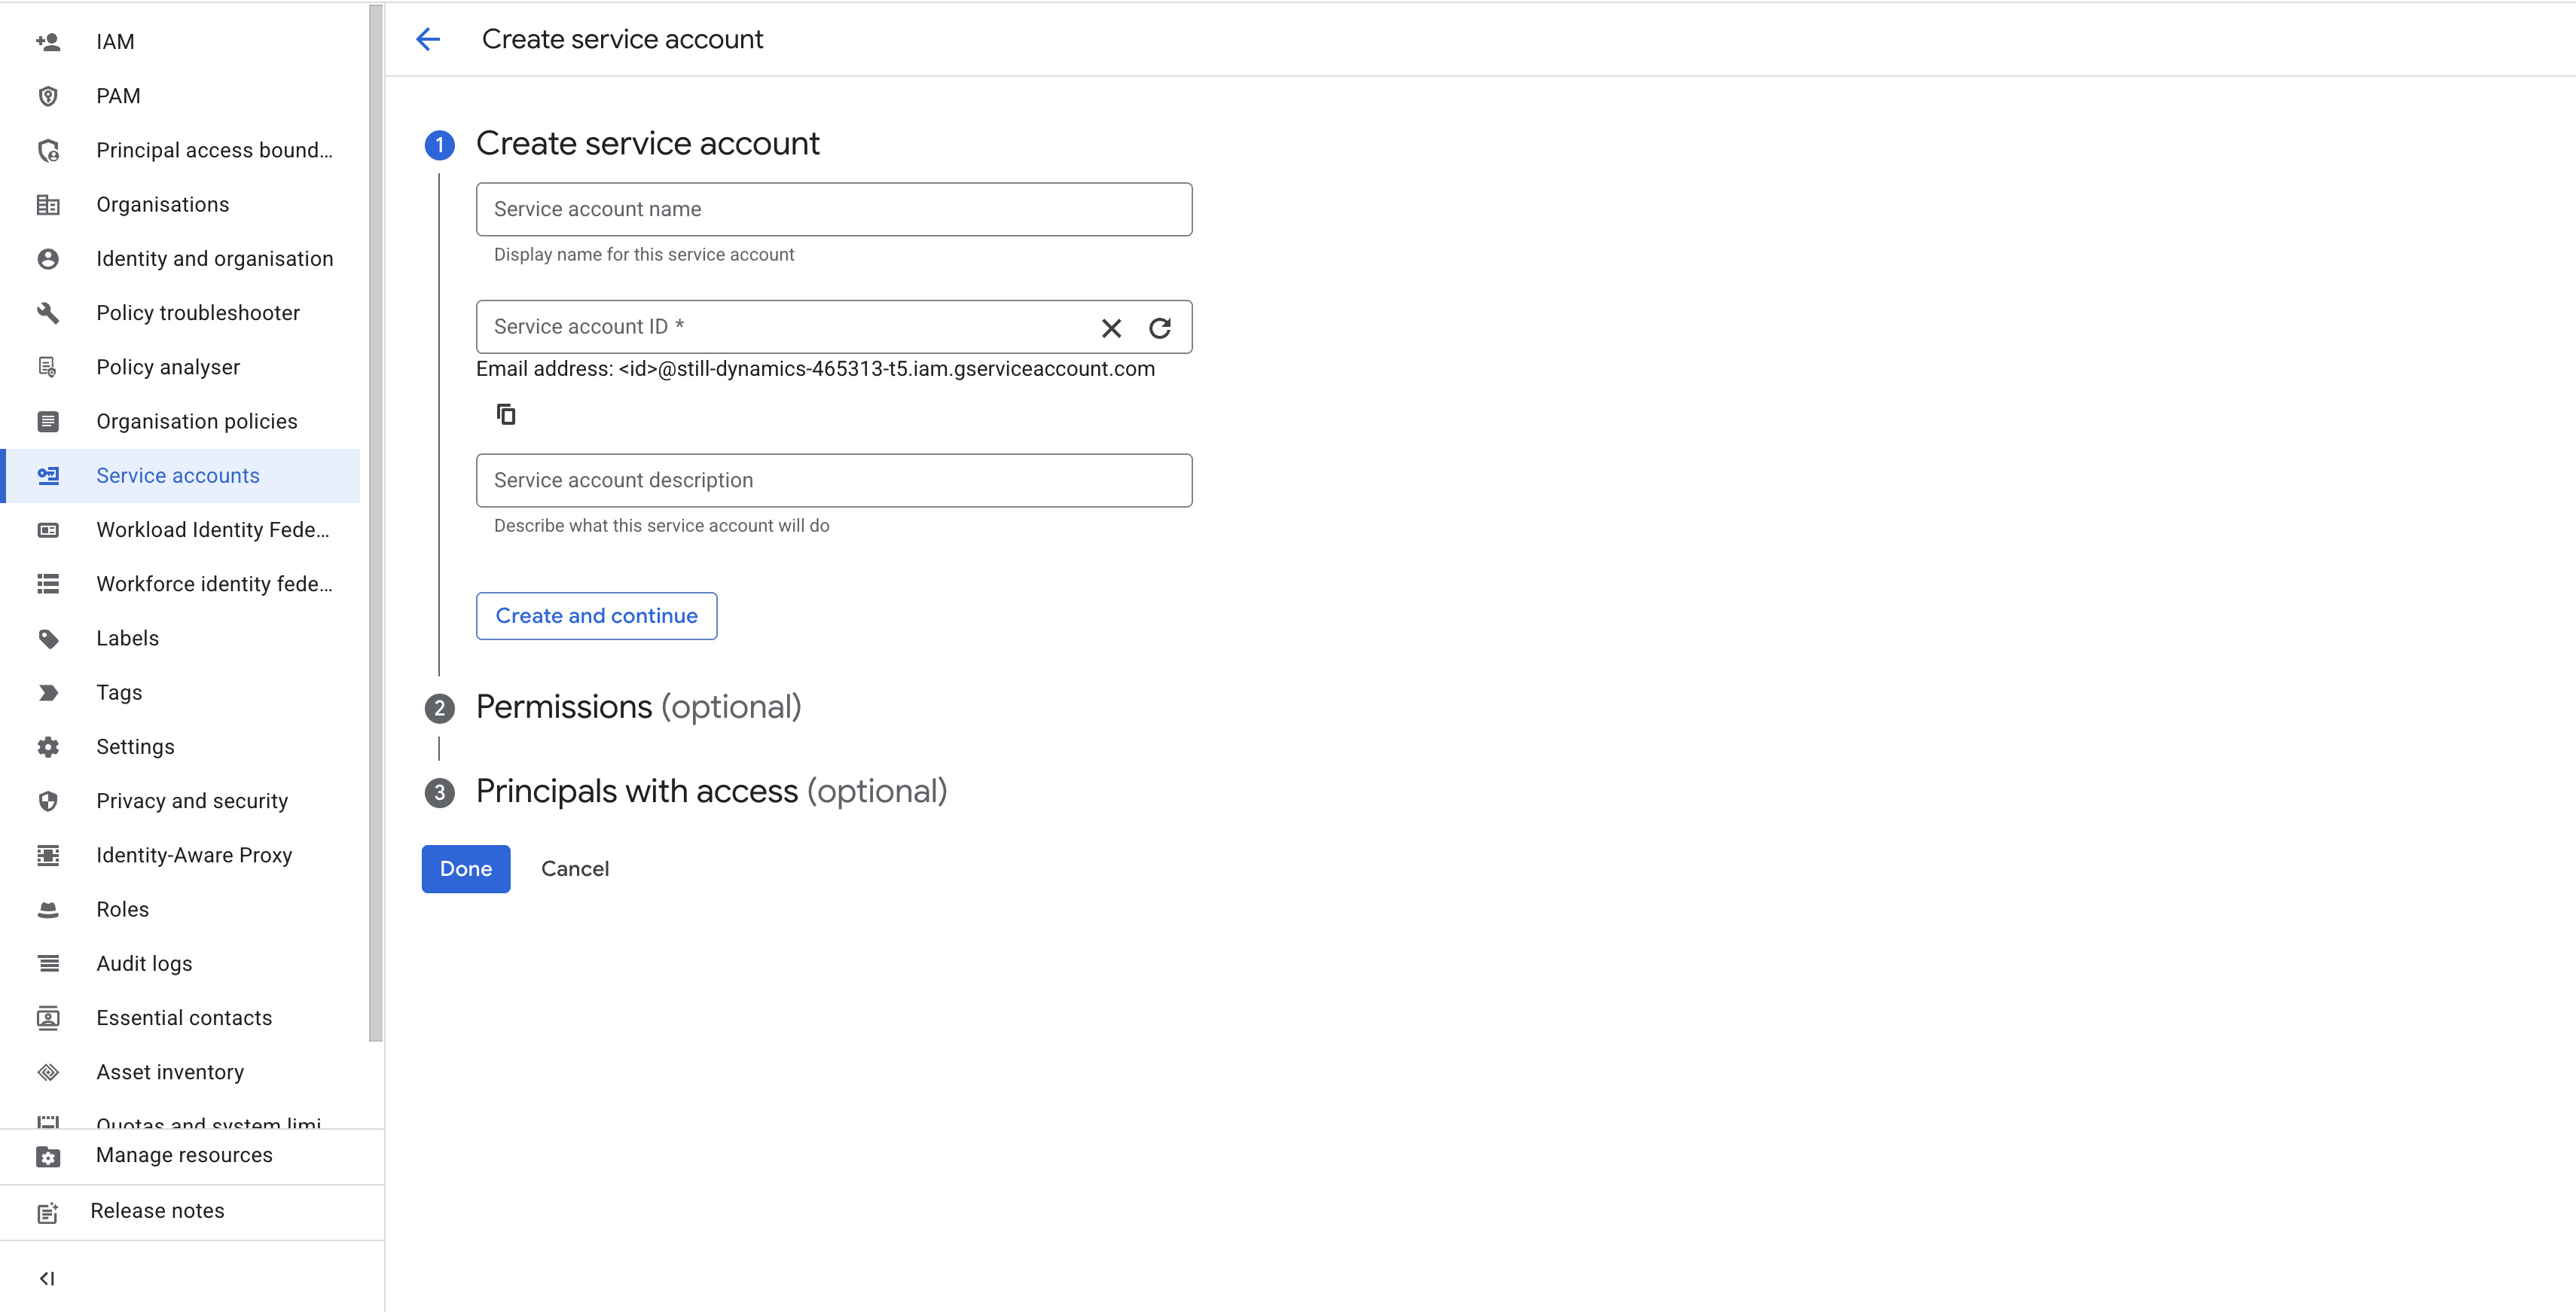 IAM
PAM
Principal access bound...
Organisations
Identity and organisation
Policy troubleshooter
Policy analyser
Organisation policies
Service accounts
Workload Identity Fede...
Workforce identity fede...
Labels
Tags
Settings
Privacy and security
Identity-Aware Proxy
Roles
Audit logs
Essential contacts
Asset inventory
Quotas and system limi
Manage resources
Release notes
Create service account
1 Create service account
Service account name
Display name for this service account
Service account ID *
Email address: <id>@still-dynamics-465313-t5.iam.gserviceaccount.com
Service account description
Describe what this service account will do
Create and continue
2 Permissions (optional)
3 Principals with access (optional)
Done Cancel